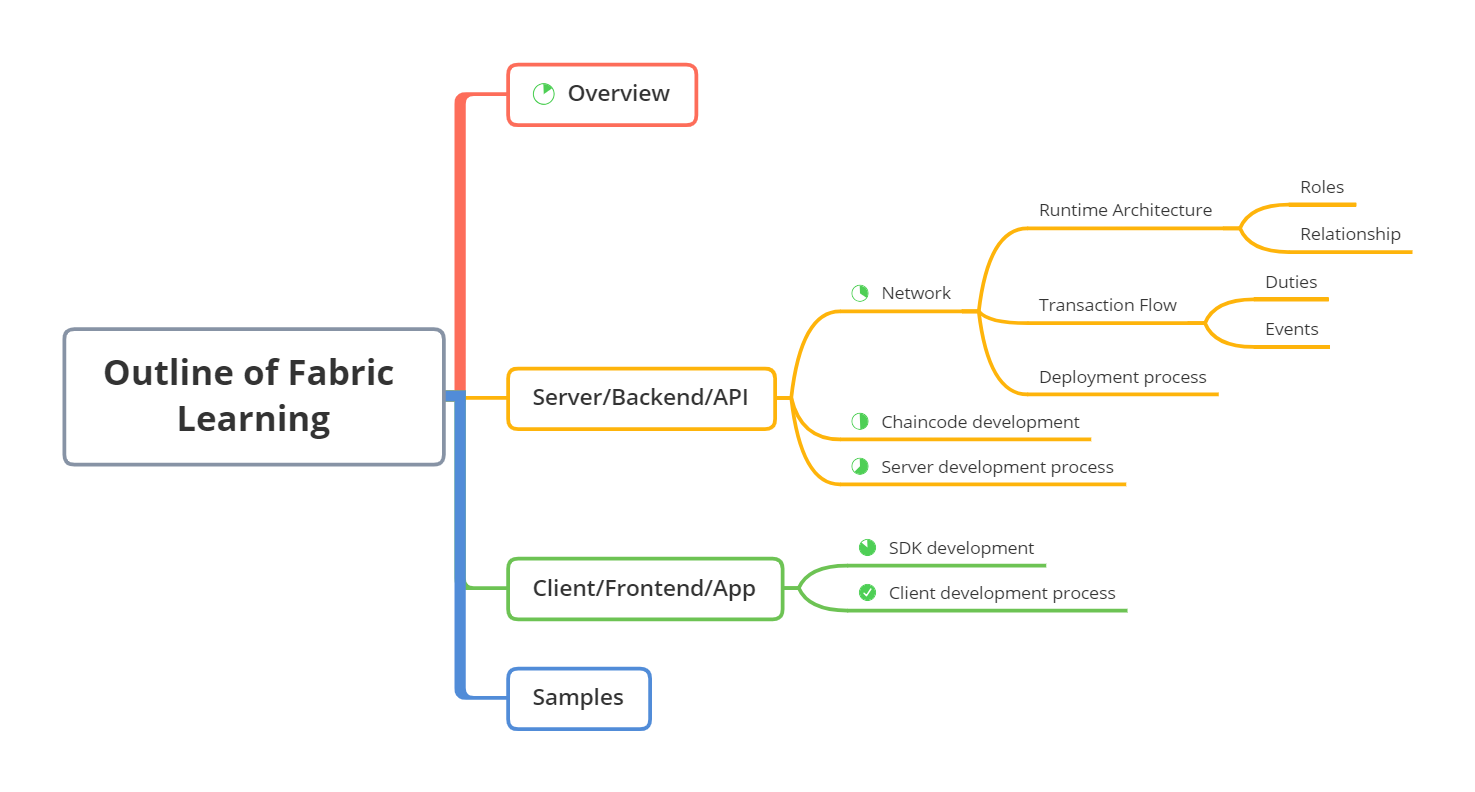 Outline of Fabric
Learning
Overview
Server/Backend/API
Network
Runtime Architecture
Roles
Relationship
Transaction Flow
Duties
Events
Deployment process
Chaincode development
Server development process
Client/Frontend/App
SDK development
Client development process
Samples